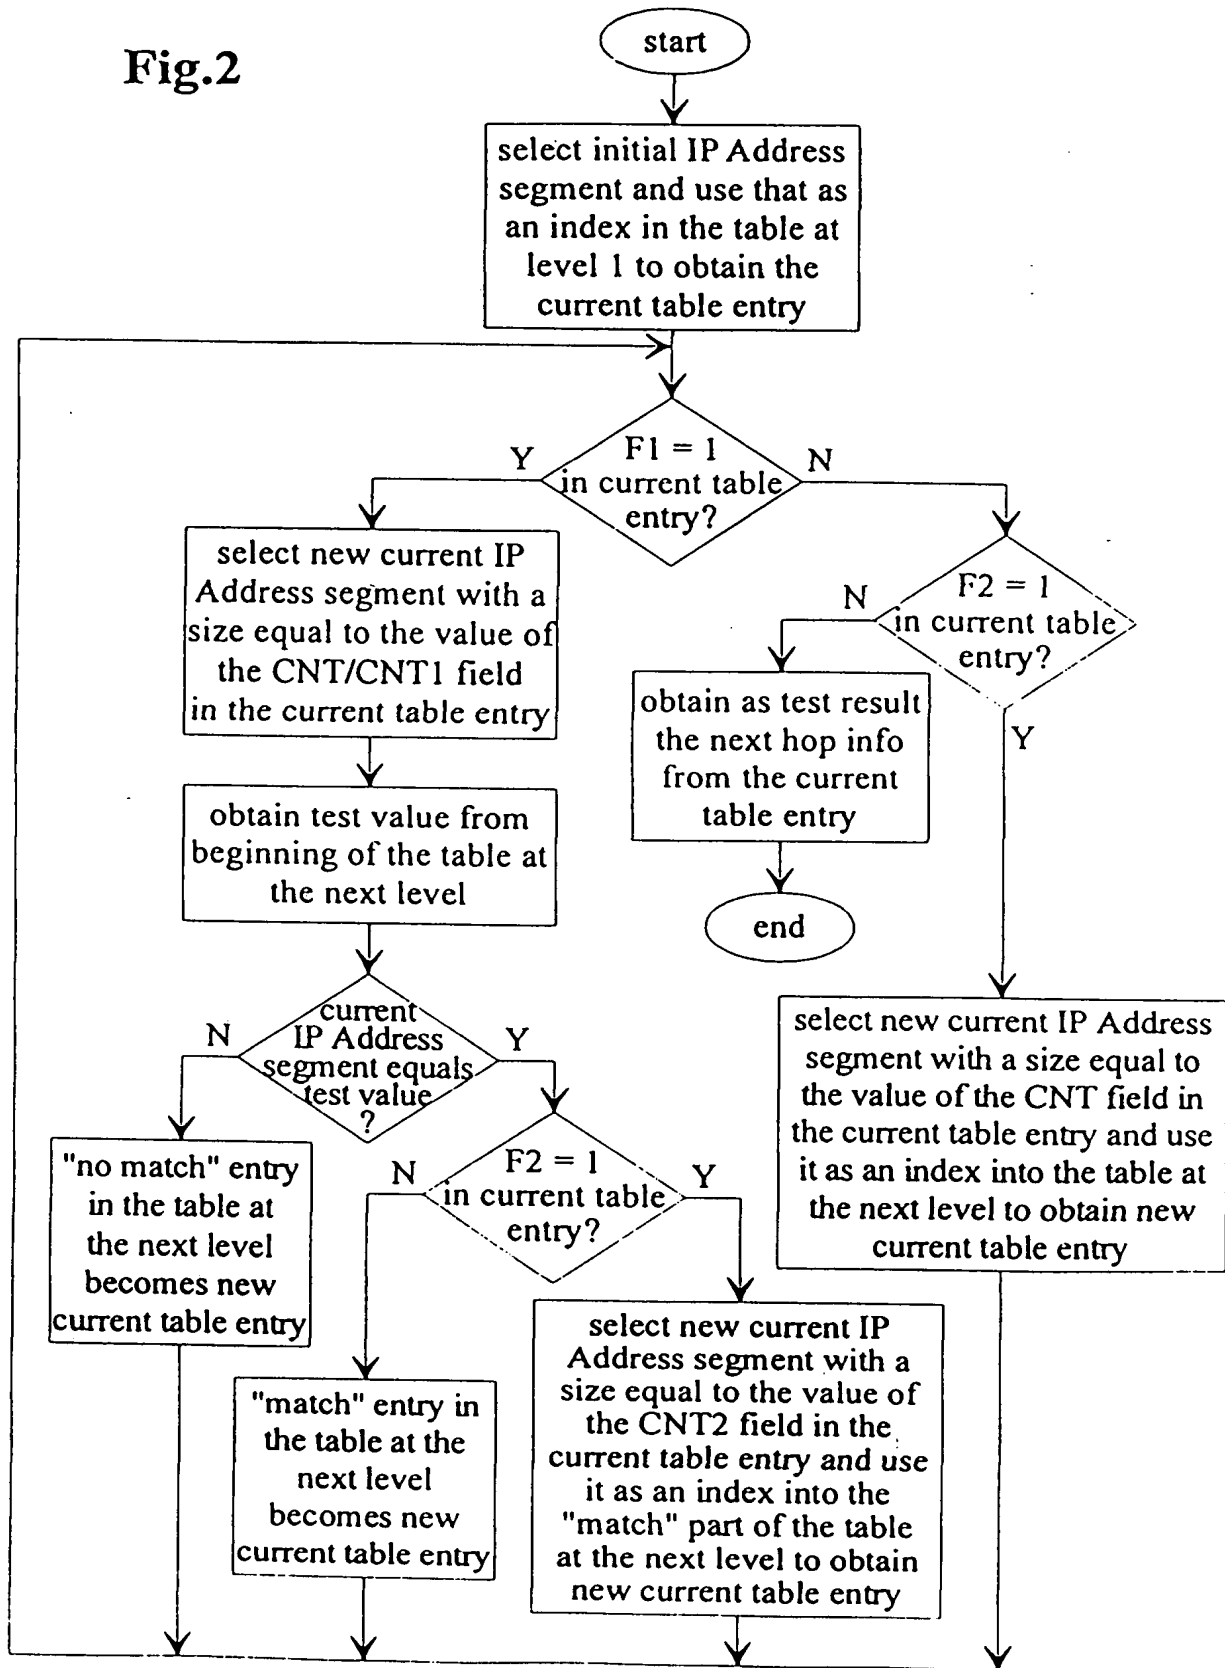 Fig.2
start
select initial IP Address
segment and use that as
an index in the table at
level 1 to obtain the
current table entry
Y
F1 = 1
in current table
entry?
N
select new current IP
Address segment with a
size equal to the value of
the CNT/CNT1 field
in the current table entry
N
F2 = 1
in current table
entry?
Y
obtain as test result
the next hop info
from the current
table entry
end
obtain test value from
beginning of the table at
the next level
N
current
IP Address
segment equals
test value
?
Y
select new current IP Address
segment with a size equal to
the value of the CNT field in
the current table entry and use
it as an index into the table at
the next level to obtain new
current table entry
"no match" entry
in the table at
the next level
becomes new
current table entry
N
F2 = 1
in current table
entry?
Y
"match" entry in
the table at the
next level
becomes new
current table entry
select new current IP
Address segment with a
size equal to the value of
the CNT2 field in the
current table entry and use
it as an index into the
"match" part of the table
at the next level to obtain
new current table entry